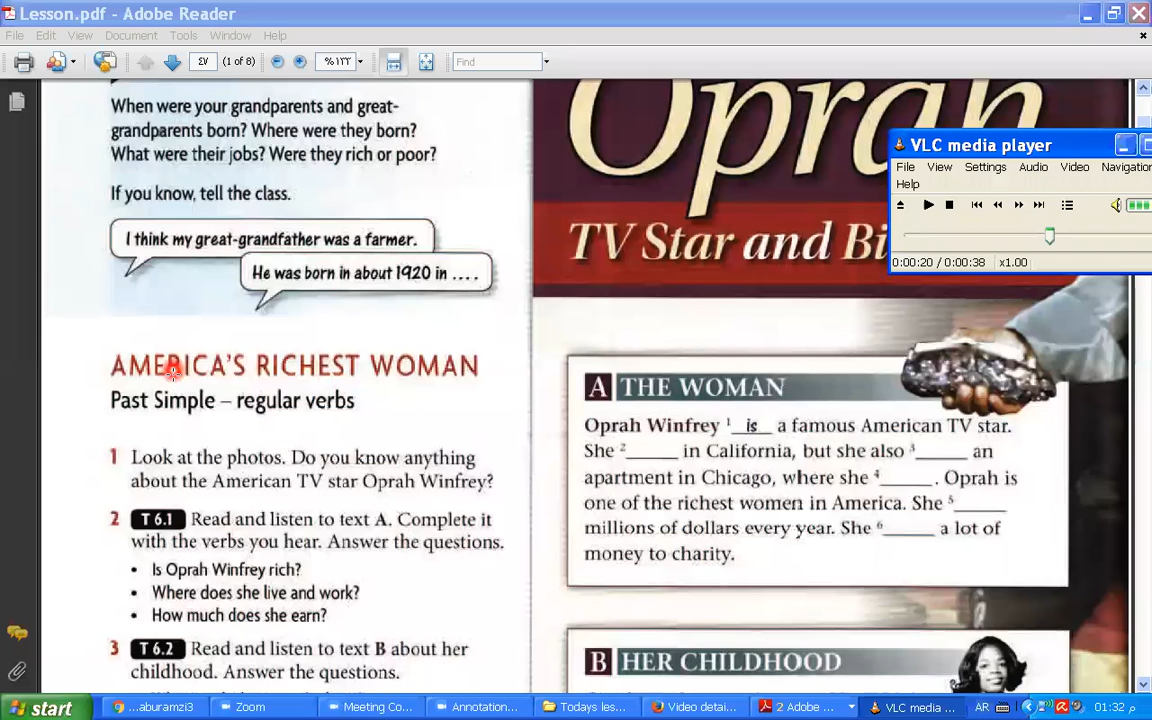 Lesson.pdf - Adobe Reader
File Edit View Document Tools Window Help
٤٧ (1 of 8) %١٣٣ Find
When were your grandparents and great-
grandparents born? Where were they born?
What were their jobs? Were they rich or poor?
If you know, tell the class.
I think my great-grandfather was a farmer.
He was born in about 1920 in ....
AMERICA'S RICHEST WOMAN
Past Simple – regular verbs
1 Look at the photos. Do you know anything
about the American TV star Oprah Winfrey?
2 T 6.1 Read and listen to text A. Complete it
with the verbs you hear. Answer the questions.
• Is Oprah Winfrey rich?
• Where does she live and work?
• How much does she earn?
3 T 6.2 Read and listen to text B about her
childhood. Answer the questions.
Oprah
TV Star and Bi
VLC media player
File View Settings Audio Video Navigation
Help
0:00:20 / 0:00:38 x1.00
A THE WOMAN
Oprah Winfrey 1 is a famous American TV star.
She 2 _____ in California, but she also 3 _____ an
apartment in Chicago, where she 4 _____. Oprah is
one of the richest women in America. She 5 _____
millions of dollars every year. She 6 _____ a lot of
money to charity.
B HER CHILDHOOD
start ...aburamzi3 Zoom Meeting Co... Annotation... Todays les... Video detai... 2 Adobe ... VLC media ... AR 01:32 م